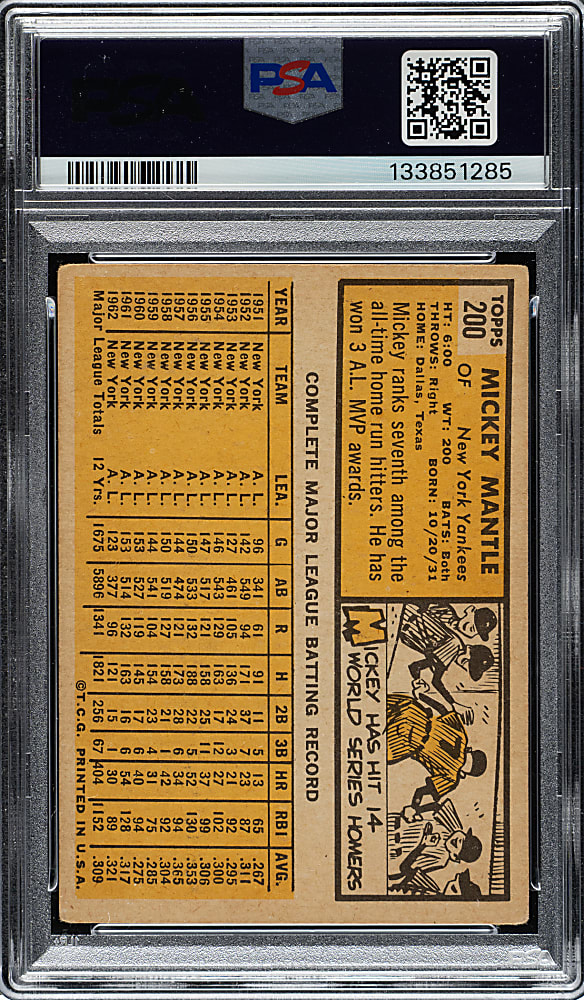 PSA
133851285
TOPPS
200
MICKEY MANTLE
OF New York Yankees
HT: 6:00 WT: 200 BATS: Both
THROWS: Right BORN: 10/20/31
HOME: Dallas, Texas
Mickey ranks seventh among the
all-time home run hitters. He has
won 3 A.L. MVP awards.
MICKEY HAS HIT 14
WORLD SERIES HOMERS
7
COMPLETE MAJOR LEAGUE BATTING RECORD
YEAR TEAM LEA. G AB R H 2B 3B HR RBI AVG.
1951 New York A. L. 96 341 61 91 11 5 13 65 .267
1952 New York A. L. 142 549 94 171 37 7 23 87 .311
1953 New York A. L. 127 461 105 136 24 3 21 92 .295
1954 New York A. L. 146 543 129 163 17 12 27 102 .300
1955 New York A. L. 147 517 121 158 25 11 37 99 .306
1956 New York A. L. 150 533 132 188 22 5 52 130 .353
1957 New York A. L. 144 474 121 173 28 6 34 94 .365
1958 New York A. L. 150 519 127 158 21 1 42 97 .304
1959 New York A. L. 144 541 104 154 23 4 31 75 .285
1960 New York A. L. 153 527 119 145 17 6 40 94 .275
1961 New York A. L. 153 514 132 163 16 6 54 128 .317
1962 New York A. L. 123 377 96 121 15 1 30 89 .321
Major League Totals 12 Yrs. 1675 5896 1341 1821 256 67 404 1152 .309
©T.C.G. PRINTED IN U.S.A.